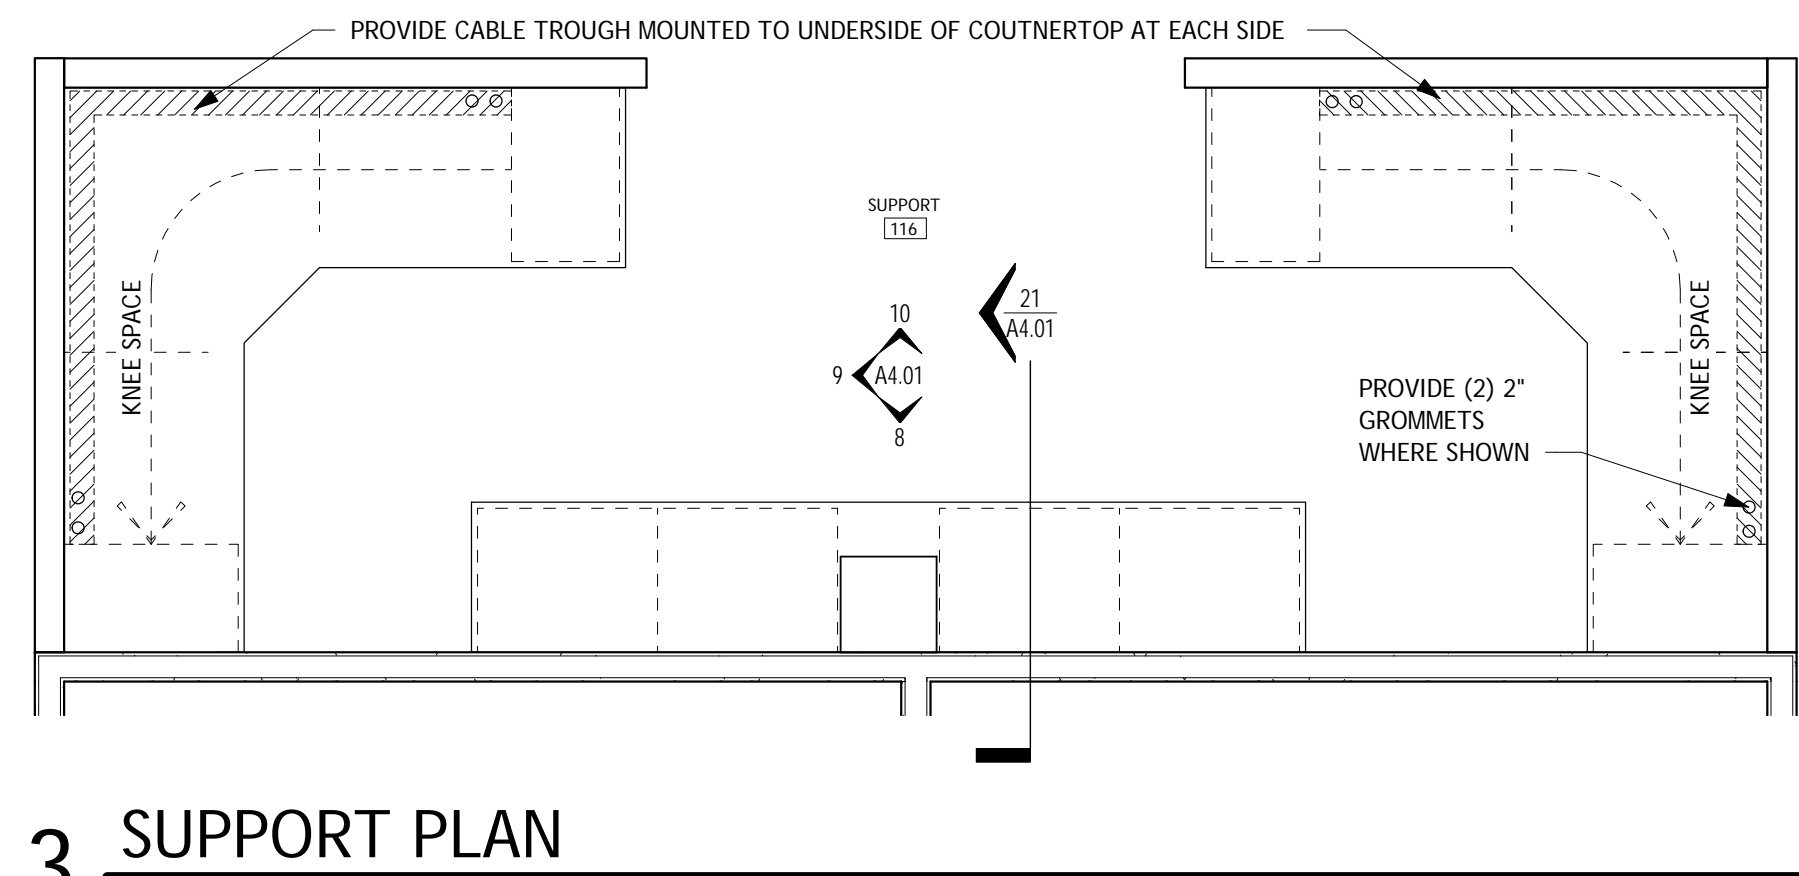 PROVIDE CABLE TROUGH MOUNTED TO UNDERSIDE OF COUTNERTOP AT EACH SIDE
SUPPORT
116
21
A4.01
10
9
A4.01
8
KNEE SPACE
KNEE SPACE
PROVIDE (2) 2"
GROMMETS
WHERE SHOWN
3
SUPPORT PLAN